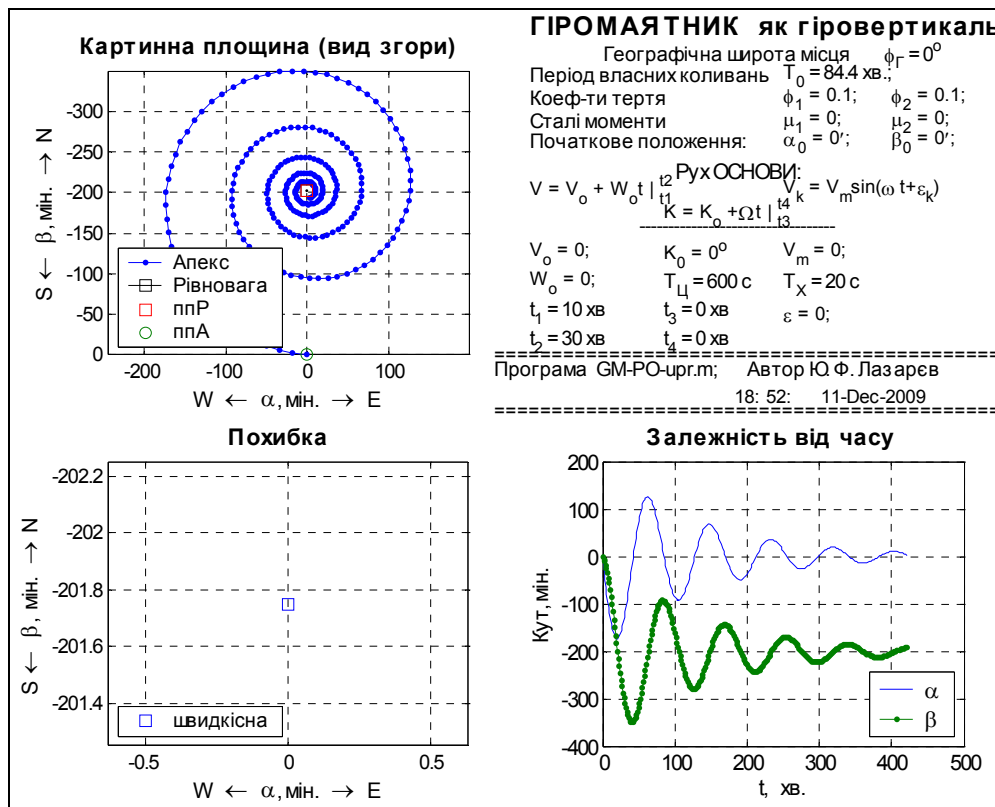 Картинна площина (вид згори)
-300
-250
-200
-150
-100
-50
0
S ← β, мін. → N
Апекс
Рівновага
ппР
ппА
-200 -100 0 100
W ← α, мін. → E
ГІРОМАЯТНИК як гіровертикаль
Географічна широта місця ϕΓ = 0°
Період власних коливань T0 = 84.4 хв.;
Коеф-ти тертя ϕ1 = 0.1; ϕ2 = 0.1;
Сталі моменти μ1 = 0; μ2 = 0;
Початкове положення: α0 = 0'; β0 = 0';
Рух ОСНОВИ:
V = Vo + Wot |t1t2 Vk = Vmsin(ω t+εk)
K = Ko +Ωt |t3t4
Vo = 0; K0 = 0° Vm = 0;
Wo = 0; TЦ = 600 с TX = 20 с
t1 = 10 хв t3 = 0 хв ε = 0;
t2 = 30 хв t4 = 0 хв
Програма GM-PO-upr.m; Автор Ю. Ф. Лазарєв
18: 52: 11-Dec-2009
Похибка
-202.2
-202
-201.8
-201.6
-201.4
S ← β, мін. → N
швидкісна
-0.5 0 0.5
W ← α, мін. → E
Залежність від часу
200
100
0
-100
-200
-300
-400
Кут, мін.
α
β
0 100 200 300 400 500
t, хв.